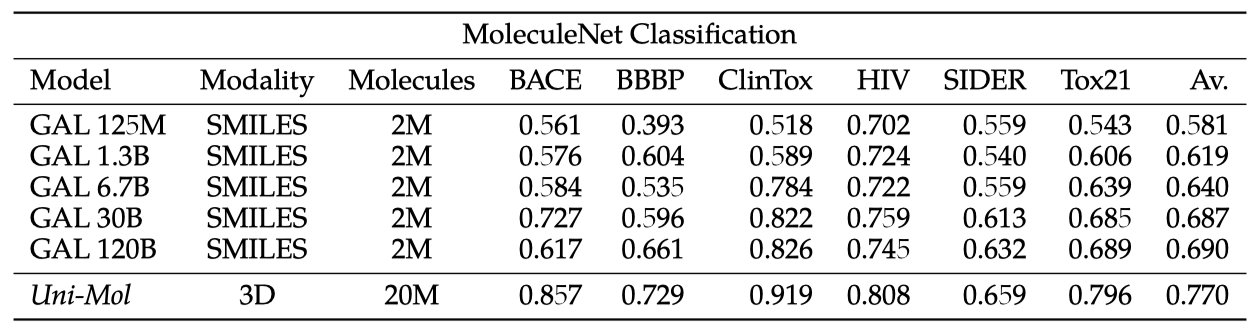 MoleculeNet Classification
Model Modality Molecules BACE BBBP ClinTox HIV SIDER Tox21 Av.
GAL 125M SMILES 2M 0.561 0.393 0.518 0.702 0.559 0.543 0.581
GAL 1.3B SMILES 2M 0.576 0.604 0.589 0.724 0.540 0.606 0.619
GAL 6.7B SMILES 2M 0.584 0.535 0.784 0.722 0.559 0.639 0.640
GAL 30B SMILES 2M 0.727 0.596 0.822 0.759 0.613 0.685 0.687
GAL 120B SMILES 2M 0.617 0.661 0.826 0.745 0.632 0.689 0.690
Uni-Mol 3D 20M 0.857 0.729 0.919 0.808 0.659 0.796 0.770